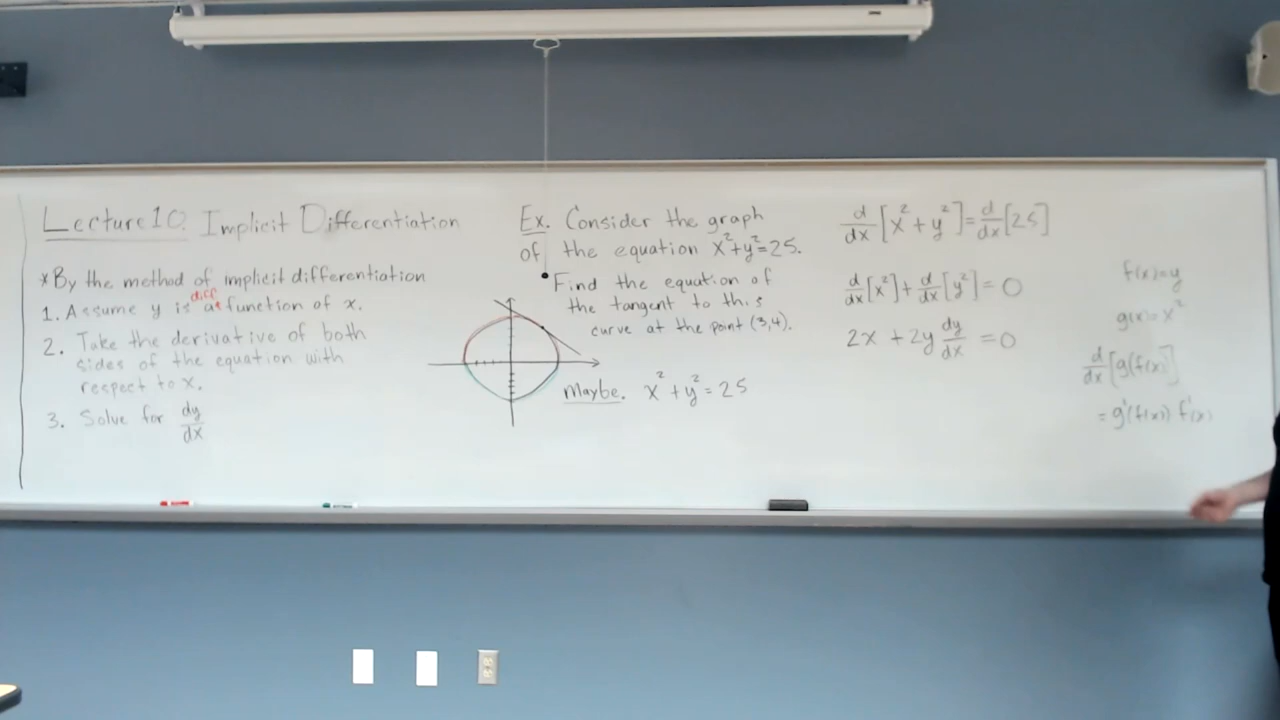 Lecture 10: Implicit Differentiation
*By the method of implicit differentiation
diff
1. Assume y is a function of x.
2. Take the derivative of both
sides of the equation with
respect to x.
3. Solve for dy/dx
Ex. Consider the graph
of the equation x²+y²=25.
Find the equation of
the tangent to this
curve at the point (3,4).
Maybe. x² + y² = 25
d/dx [x² + y²] = d/dx [25]
d/dx [x²] + d/dx [y²] = 0
2x + 2y dy/dx = 0
f(x)=y
g(x)=x²
d/dx [g(f(x))]
= g'(f(x)) f'(x)